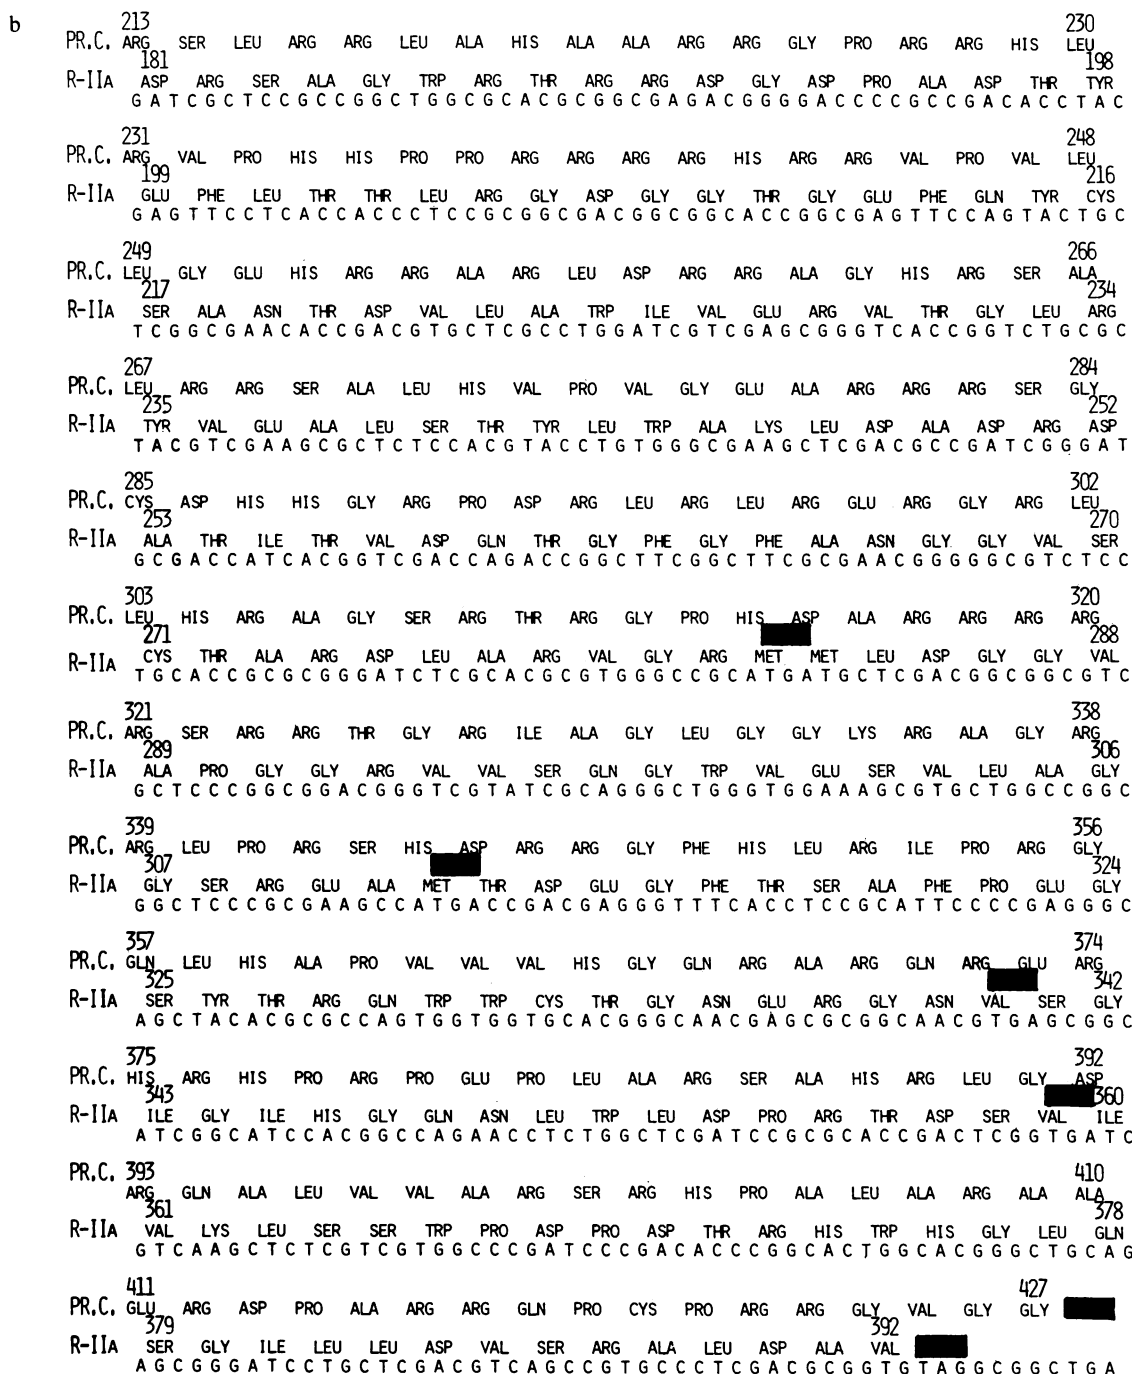 b
213 230
PR.C. ARG SER LEU ARG ARG LEU ALA HIS ALA ALA ARG ARG GLY PRO ARG ARG HIS LEU
181 198
R-IIA ASP ARG SER ALA GLY TRP ARG THR ARG ARG ASP GLY ASP PRO ALA ASP THR TYR
G A T C G C T C C G C C G G C T G G C G C A C G C G G C G A G A C G G G G A C C C C G C C G A C A C C T A C
231 248
PR.C. ARG VAL PRO HIS HIS PRO PRO ARG ARG ARG ARG HIS ARG ARG VAL PRO VAL LEU
199 216
R-IIA GLU PHE LEU THR THR LEU ARG GLY ASP GLY GLY THR GLY GLU PHE GLN TYR CYS
G A G T T C C T C A C C A C C C T C C G C G G C G A C G G C G G C A C C G G C G A G T T C C A G T A C T G C
249 266
PR.C. LEU GLY GLU HIS ARG ARG ALA ARG LEU ASP ARG ARG ALA GLY HIS ARG SER ALA
217 234
R-IIA SER ALA ASN THR ASP VAL LEU ALA TRP ILE VAL GLU ARG VAL THR GLY LEU ARG
T C G G C G A A C A C C G A C G T G C T C G C C T G G A T C G T C G A G C G G G T C A C C G G T C T G C G C
267 284
PR.C. LEU ARG ARG SER ALA LEU HIS VAL PRO VAL GLY GLU ALA ARG ARG ARG SER GLY
235 252
R-IIA TYR VAL GLU ALA LEU SER THR TYR LEU TRP ALA LYS LEU ASP ALA ASP ARG ASP
T A C G T C G A A G C G C T C T C C A C G T A C C T G T G G G C G A A G C T C G A C G C C G A T C G G G A T
285 302
PR.C. CYS ASP HIS HIS GLY ARG PRO ASP ARG LEU ARG LEU ARG GLU ARG GLY ARG LEU
253 270
R-IIA ALA THR ILE THR VAL ASP GLN THR GLY PHE GLY PHE ALA ASN GLY GLY VAL SER
G C G A C C A T C A C G G T C G A C C A G A C C G G C T T C G G C T T C G C G A A C G G G G G C G T C T C C
303 320
PR.C. LEU HIS ARG ALA GLY SER ARG THR ARG GLY PRO HIS ASP ALA ARG ARG ARG ARG
271 288
R-IIA CYS THR ALA ARG ASP LEU ALA ARG VAL GLY ARG MET MET LEU ASP GLY GLY VAL
T G C A C C G C G C G G G A T C T C G C A C G C G T G G G C C G C A T G A T G C T C G A C G G C G G C G T C
321 338
PR.C. ARG SER ARG ARG THR GLY ARG ILE ALA GLY LEU GLY GLY LYS ARG ALA GLY ARG
289 306
R-IIA ALA PRO GLY GLY ARG VAL VAL SER GLN GLY TRP VAL GLU SER VAL LEU ALA GLY
G C T C C C G G C G G A C G G G T C G T A T C G C A G G G C T G G G T G G A A A G C G T G C T G G C C G G C
339 356
PR.C. ARG LEU PRO ARG SER HIS ASP ARG ARG GLY PHE HIS LEU ARG ILE PRO ARG GLY
307 324
R-IIA GLY SER ARG GLU ALA MET THR ASP GLU GLY PHE THR SER ALA PHE PRO GLU GLY
G G C T C C C G C G A A G C C A T G A C C G A C G A G G G T T T C A C C T C C G C A T T C C C C G A G G G C
357 374
PR.C. GLN LEU HIS ALA PRO VAL VAL VAL HIS GLY GLN ARG ALA ARG GLN ARG GLU ARG
325 342
R-IIA SER TYR THR ARG GLN TRP TRP CYS THR GLY ASN GLU ARG GLY ASN VAL SER GLY
A G C T A C A C G C G C C A G T G G T G G T G C A C G G G C A A C G A G C G C G G C A A C G T G A G C G G C
375 392
PR.C. HIS ARG HIS PRO ARG PRO GLU PRO LEU ALA ARG SER ALA HIS ARG LEU GLY ASP
343 360
R-IIA ILE GLY ILE HIS GLY GLN ASN LEU TRP LEU ASP PRO ARG THR ASP SER VAL ILE
A T C G G C A T C C A C G G C C A G A A C C T C T G G C T C G A T C C G C G C A C C G A C T C G G T G A T C
PR.C. 393 410
ARG GLN ALA LEU VAL VAL ALA ARG SER ARG HIS PRO ALA LEU ALA ARG ALA ALA
361 378
R-IIA VAL LYS LEU SER SER TRP PRO ASP PRO ASP THR ARG HIS TRP HIS GLY LEU GLN
G T C A A G C T C T C G T C G T G G C C C G A T C C C G A C A C C C G G C A C T G G C A C G G G C T G C A G
411 427
PR.C. GLU ARG ASP PRO ALA ARG ARG GLN PRO CYS PRO ARG ARG GLY VAL GLY GLY
379 392
R-IIA SER GLY ILE LEU LEU ASP VAL SER ARG ALA LEU ASP ALA VAL
A G C G G G A T C C T G C T C G A C G T C A G C C G T G C C C T C G A C G C G G T G T A G G C G G C T G A